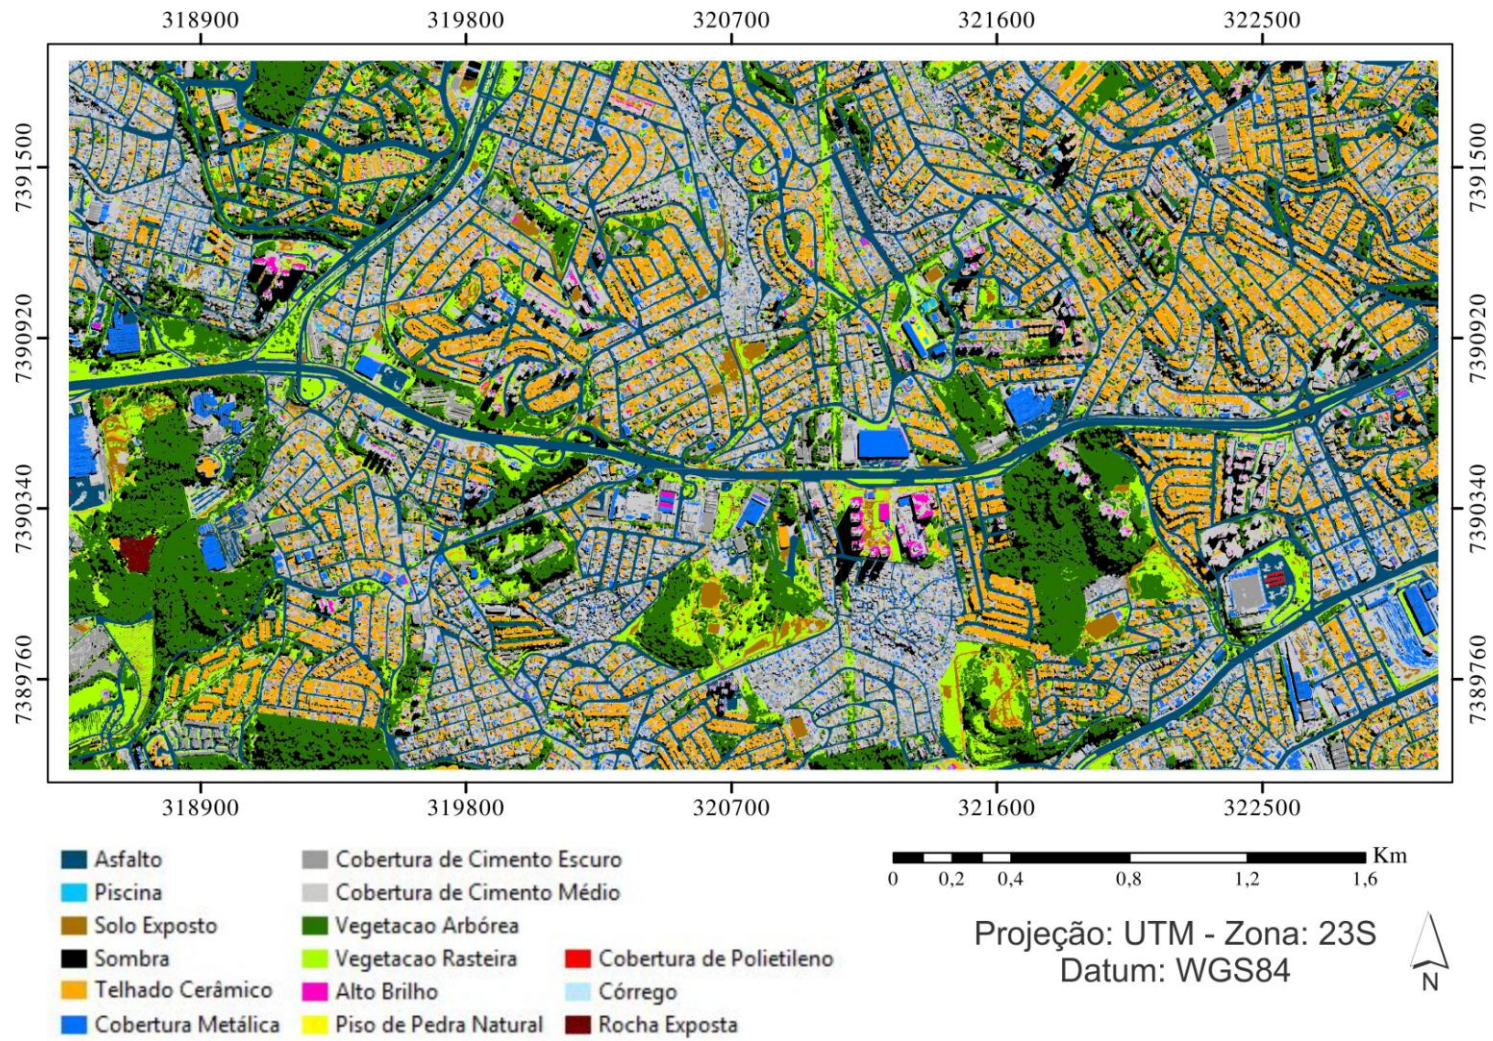 318900 319800 320700 321600 322500
7391500 7391500
7390920 7390920
7390340 7390340
7389760 7389760
318900 319800 320700 321600 322500
Asfalto
Piscina
Solo Exposto
Sombra
Telhado Cerâmico
Cobertura Metálica
Cobertura de Cimento Escuro
Cobertura de Cimento Médio
Vegetacao Arbórea
Vegetacao Rasteira
Alto Brilho
Piso de Pedra Natural
Cobertura de Polietileno
Córrego
Rocha Exposta
Km
0 0,2 0,4 0,8 1,2 1,6
Projeção: UTM - Zona: 23S
Datum: WGS84
N